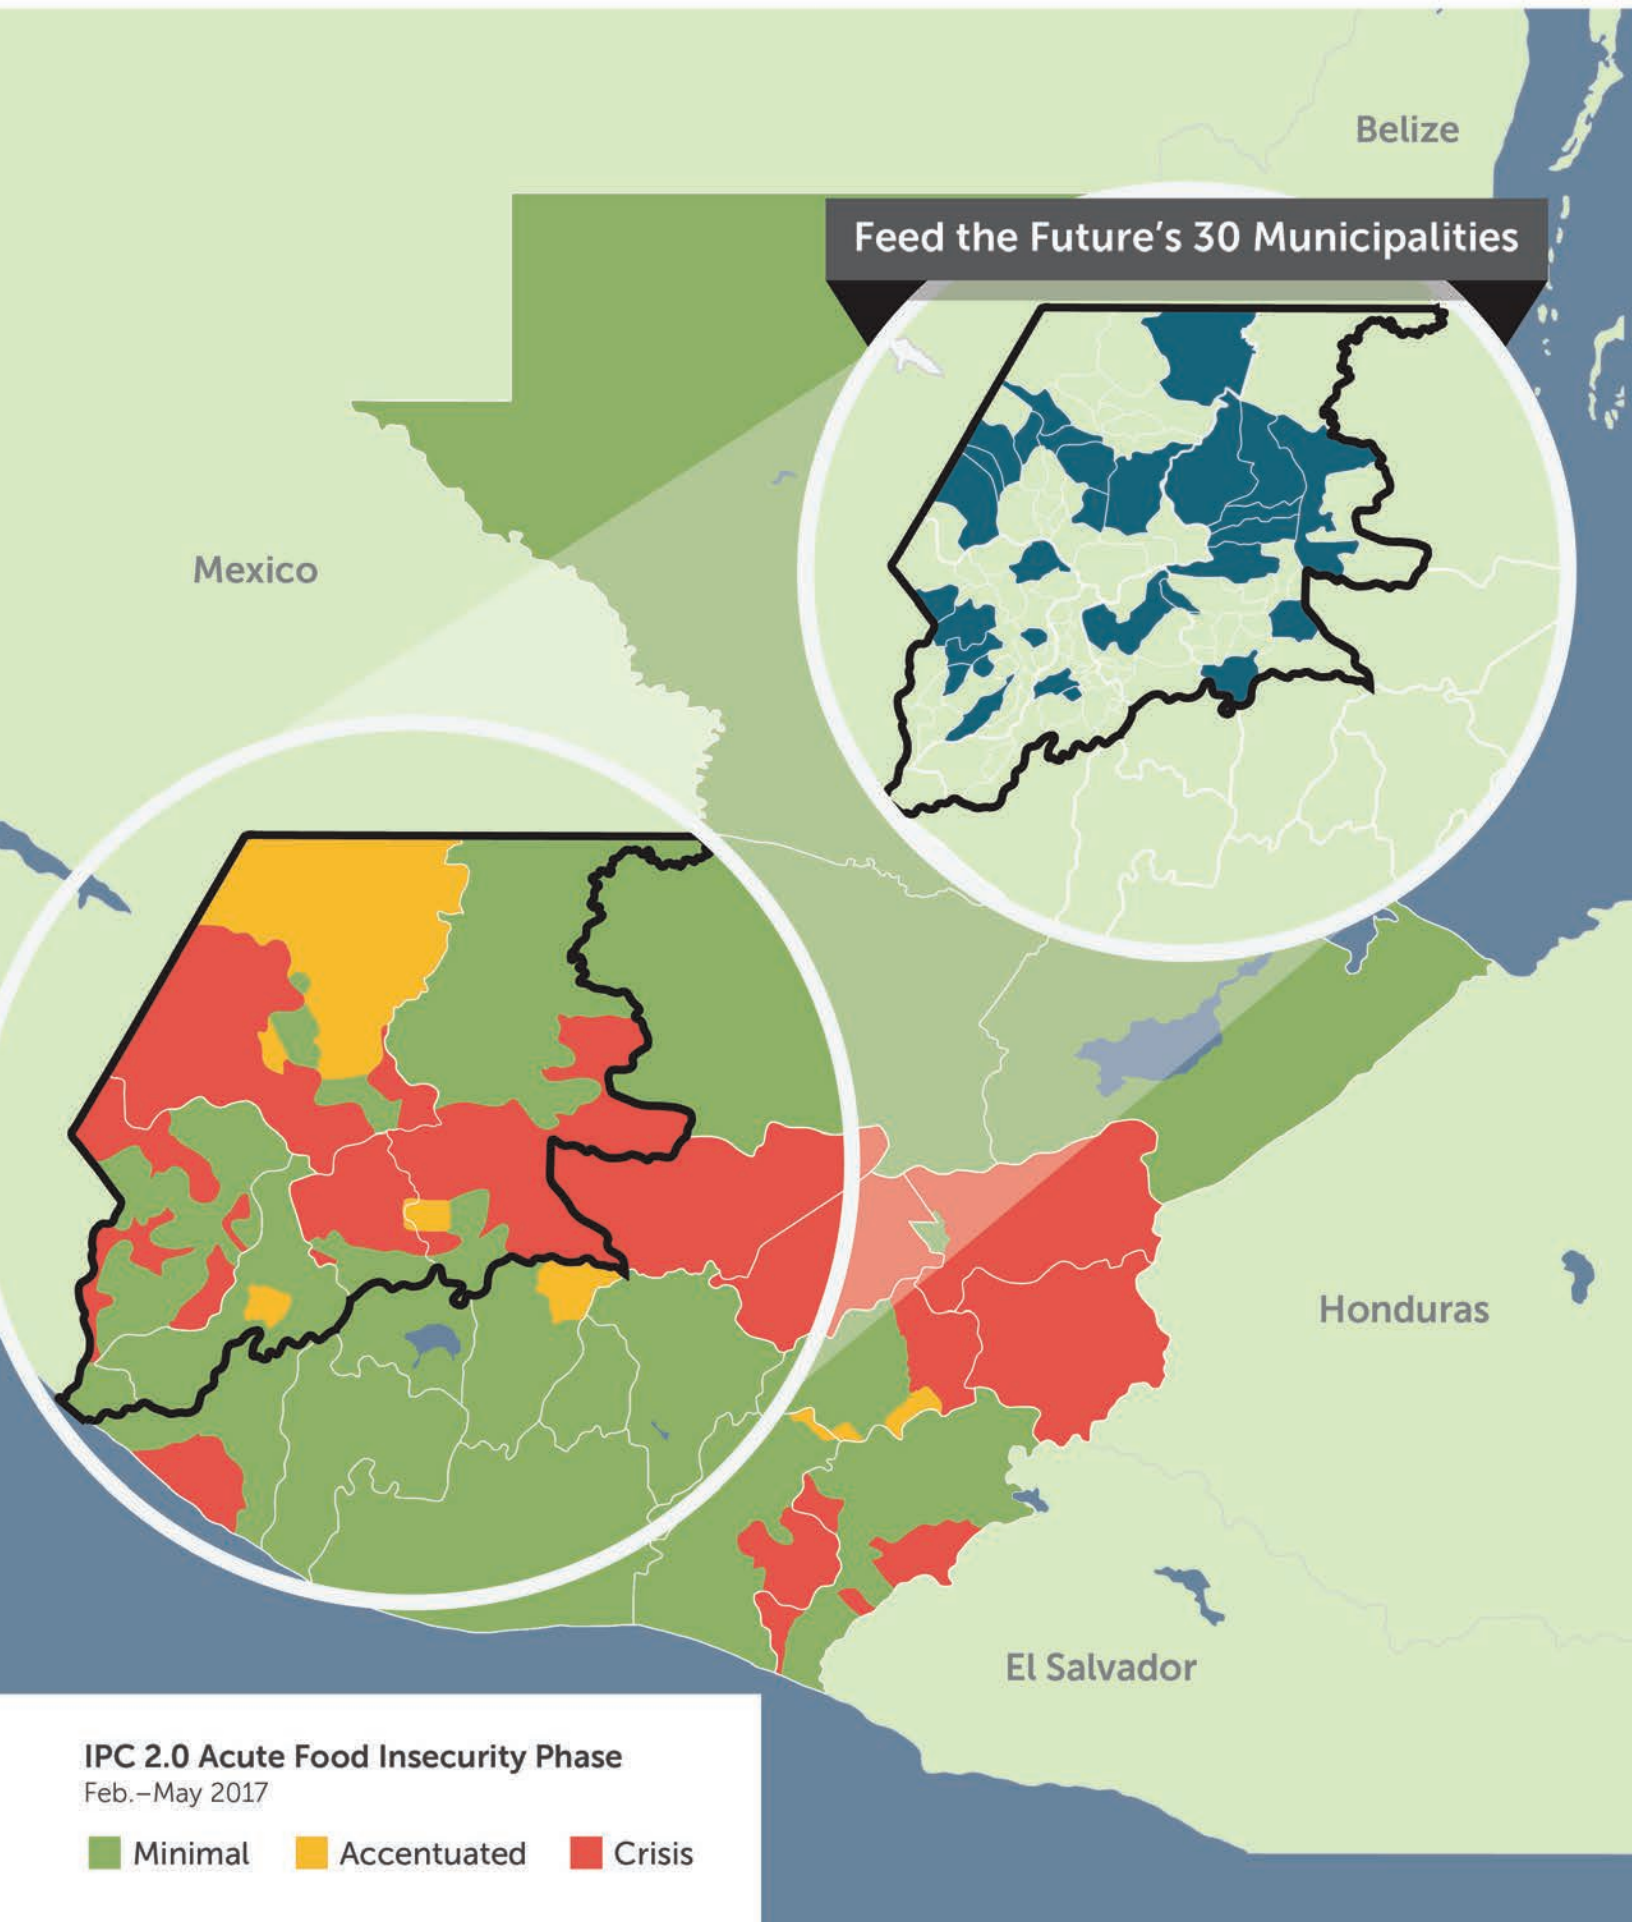 Belize
Feed the Future's 30 Municipalities
Mexico
Honduras
El Salvador
IPC 2.0 Acute Food Insecurity Phase
Feb.–May 2017
Minimal Accentuated Crisis